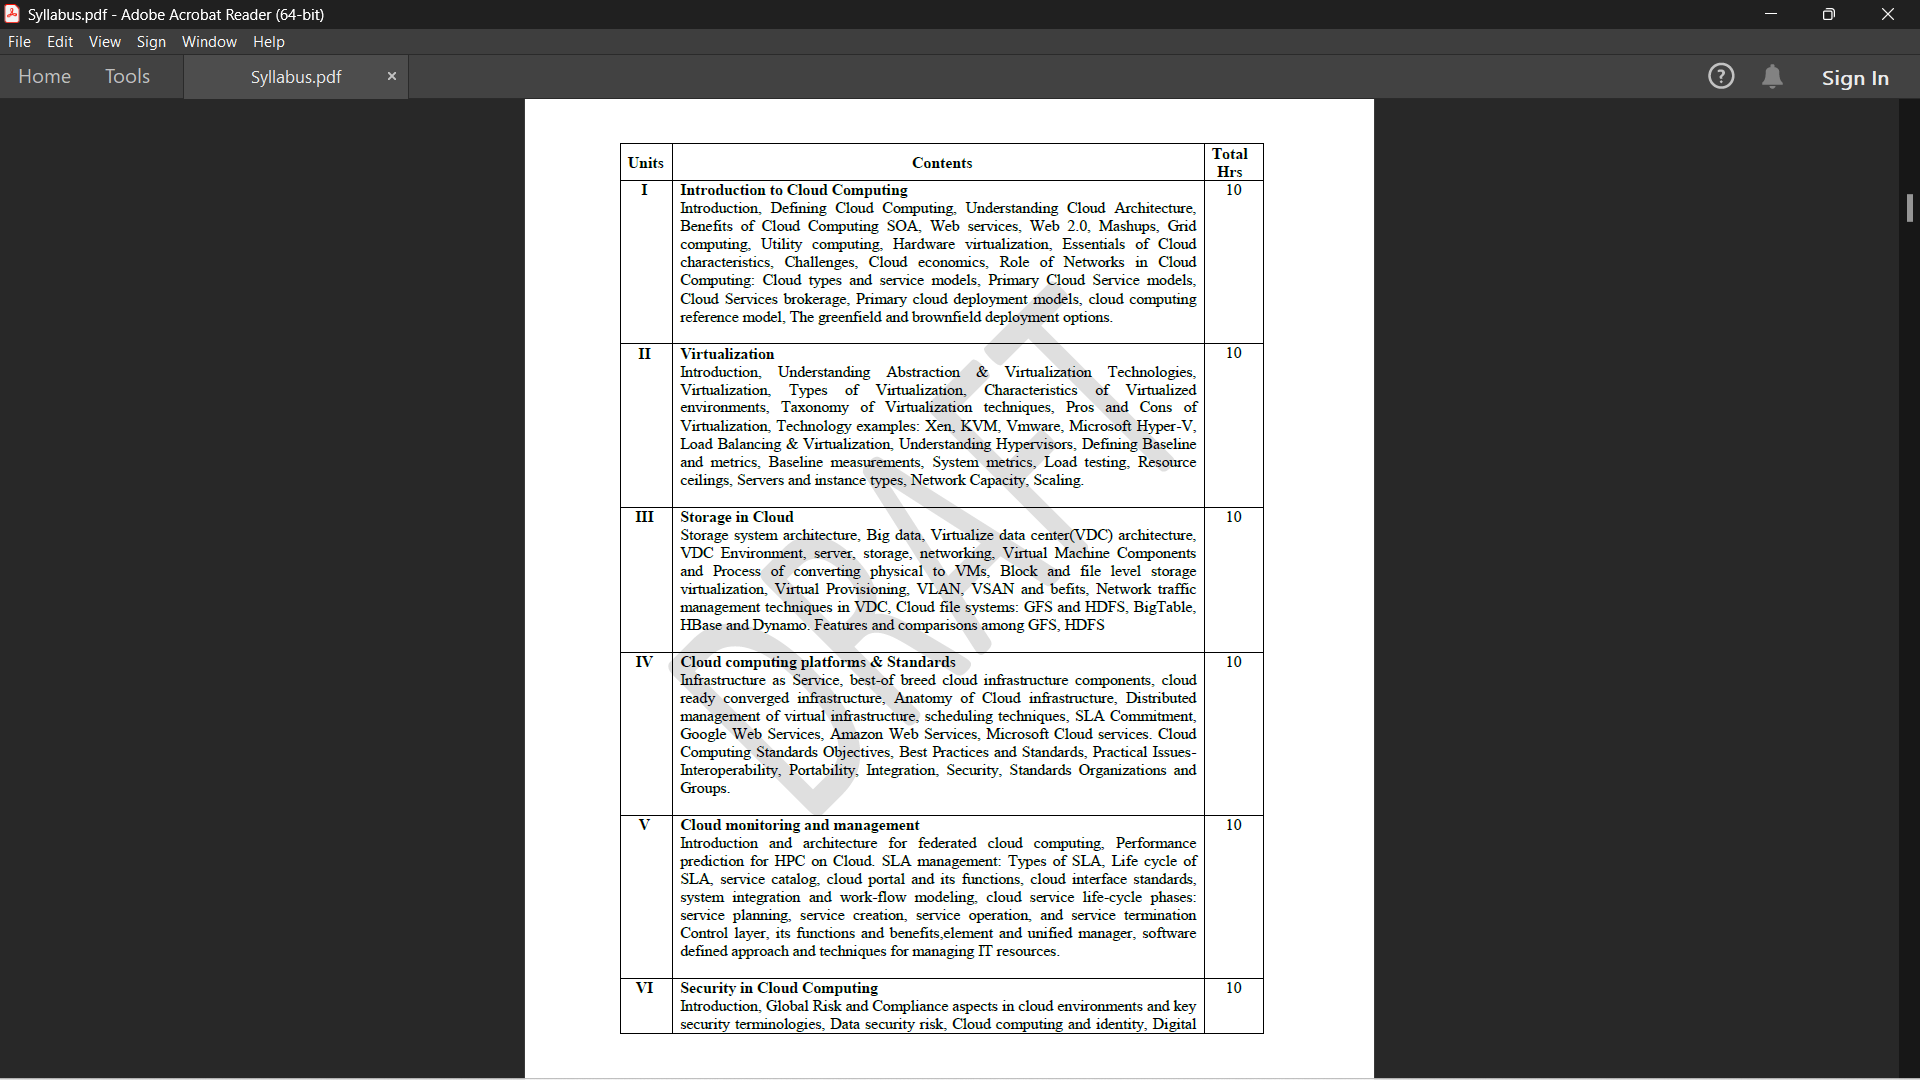 Syllabus.pdf - Adobe Acrobat Reader (64-bit)
File Edit View Sign Window Help
Home Tools Syllabus.pdf × ? Sign In
Units Contents Total Hrs
I Introduction to Cloud Computing 10
Introduction, Defining Cloud Computing, Understanding Cloud Architecture,
Benefits of Cloud Computing SOA, Web services, Web 2.0, Mashups, Grid
computing, Utility computing, Hardware virtualization, Essentials of Cloud
characteristics, Challenges, Cloud economics, Role of Networks in Cloud
Computing: Cloud types and service models, Primary Cloud Service models,
Cloud Services brokerage, Primary cloud deployment models, cloud computing
reference model, The greenfield and brownfield deployment options.
II Virtualization 10
Introduction, Understanding Abstraction & Virtualization Technologies,
Virtualization, Types of Virtualization, Characteristics of Virtualized
environments, Taxonomy of Virtualization techniques, Pros and Cons of
Virtualization, Technology examples: Xen, KVM, Vmware, Microsoft Hyper-V,
Load Balancing & Virtualization, Understanding Hypervisors, Defining Baseline
and metrics, Baseline measurements, System metrics, Load testing, Resource
ceilings, Servers and instance types, Network Capacity, Scaling.
III Storage in Cloud 10
Storage system architecture, Big data, Virtualize data center(VDC) architecture,
VDC Environment, server, storage, networking, Virtual Machine Components
and Process of converting physical to VMs, Block and file level storage
virtualization, Virtual Provisioning, VLAN, VSAN and befits, Network traffic
management techniques in VDC, Cloud file systems: GFS and HDFS, BigTable,
HBase and Dynamo. Features and comparisons among GFS, HDFS
IV Cloud computing platforms & Standards 10
Infrastructure as Service, best-of breed cloud infrastructure components, cloud
ready converged infrastructure, Anatomy of Cloud infrastructure, Distributed
management of virtual infrastructure, scheduling techniques, SLA Commitment,
Google Web Services, Amazon Web Services, Microsoft Cloud services. Cloud
Computing Standards Objectives, Best Practices and Standards, Practical Issues-
Interoperability, Portability, Integration, Security, Standards Organizations and
Groups.
V Cloud monitoring and management 10
Introduction and architecture for federated cloud computing, Performance
prediction for HPC on Cloud. SLA management: Types of SLA, Life cycle of
SLA, service catalog, cloud portal and its functions, cloud interface standards,
system integration and work-flow modeling, cloud service life-cycle phases:
service planning, service creation, service operation, and service termination
Control layer, its functions and benefits,element and unified manager, software
defined approach and techniques for managing IT resources.
VI Security in Cloud Computing 10
Introduction, Global Risk and Compliance aspects in cloud environments and key
security terminologies, Data security risk, Cloud computing and identity, Digital
DRAFT